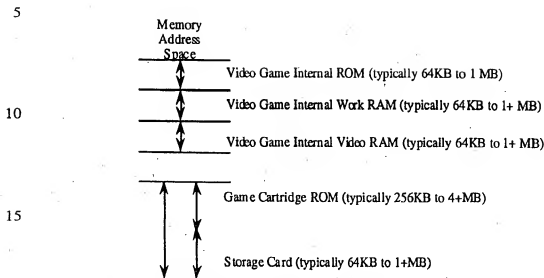 5
Memory
Address
Space
Video Game Internal ROM (typically 64KB to 1 MB)
Video Game Internal Work RAM (typically 64KB to 1+ MB)
10
Video Game Internal Video RAM (typically 64KB to 1+ MB)
Game Cartridge ROM (typically 256KB to 4+MB)
15
Storage Card (typically 64KB to 1+MB)